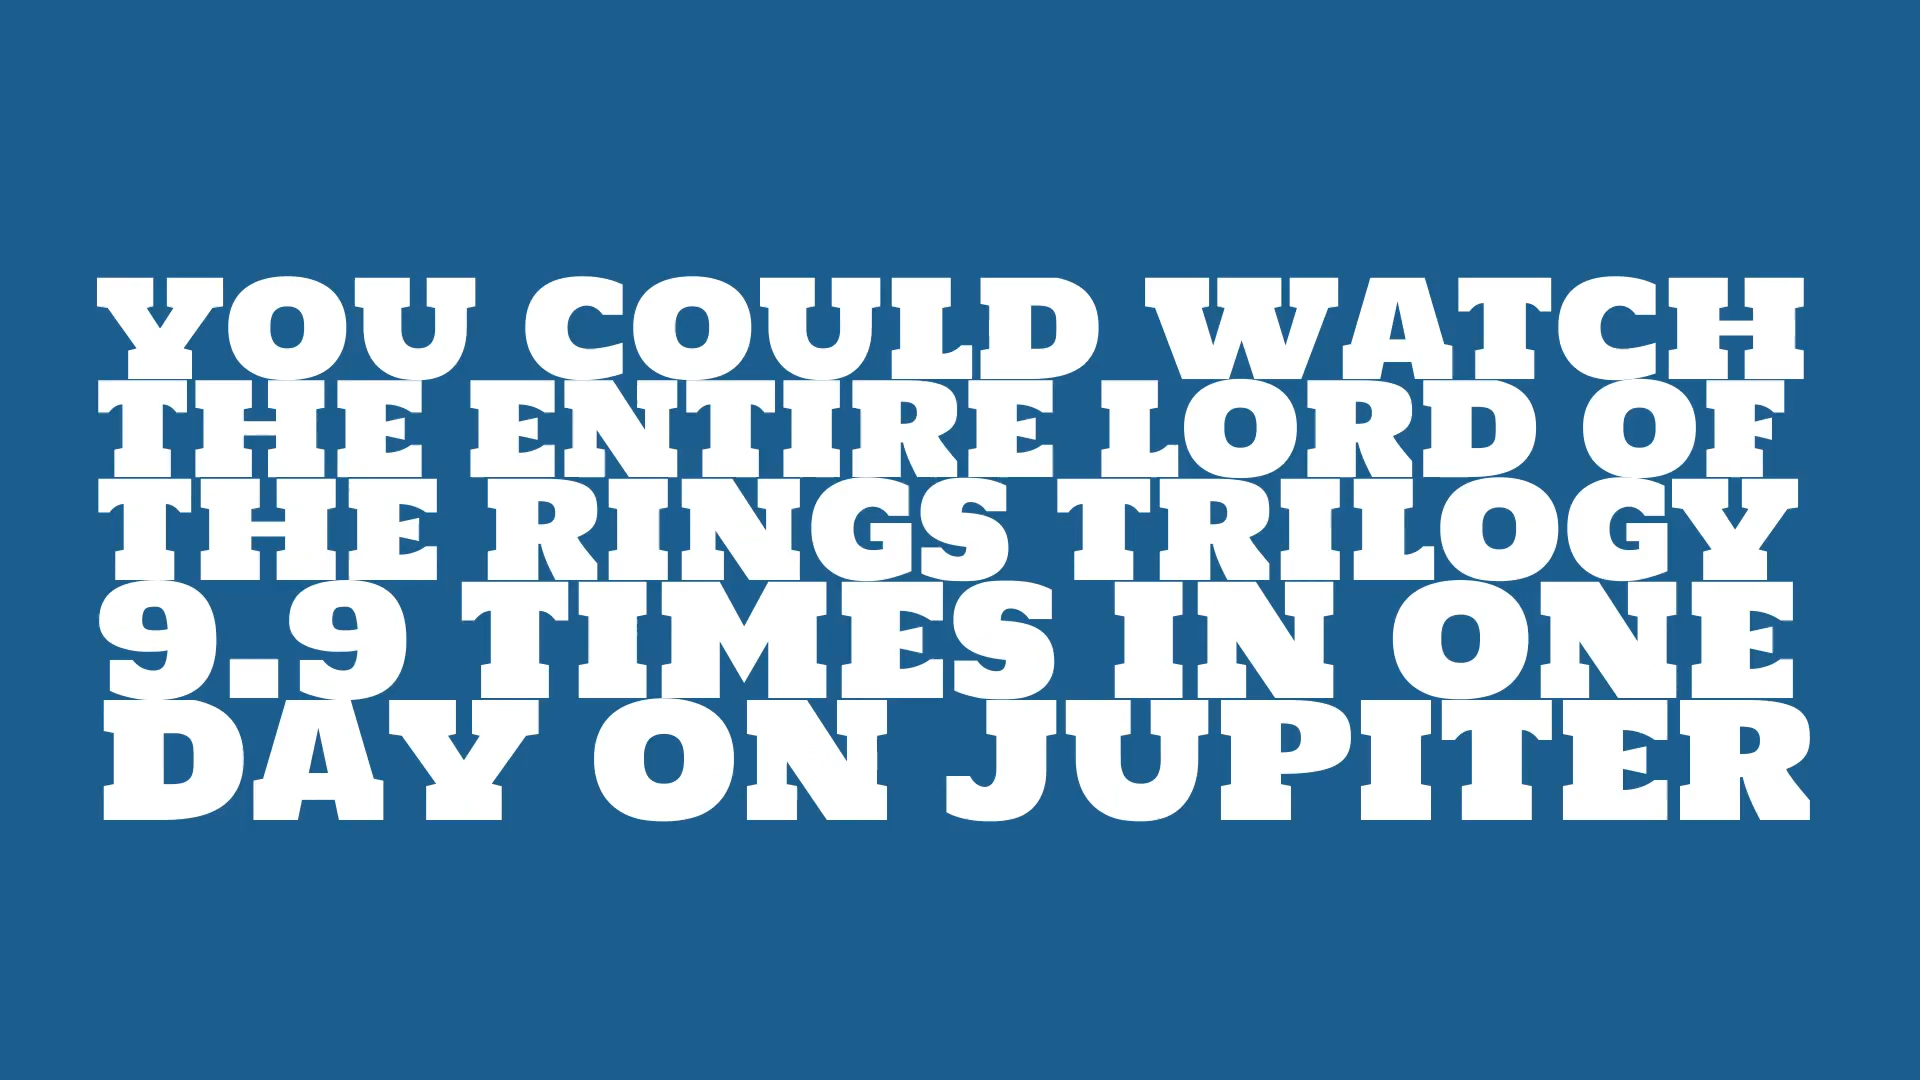 YOU COULD WATCH
THE ENTIRE LORD OF
THE RINGS TRILOGY
9.9 TIMES IN ONE
DAY ON JUPITER